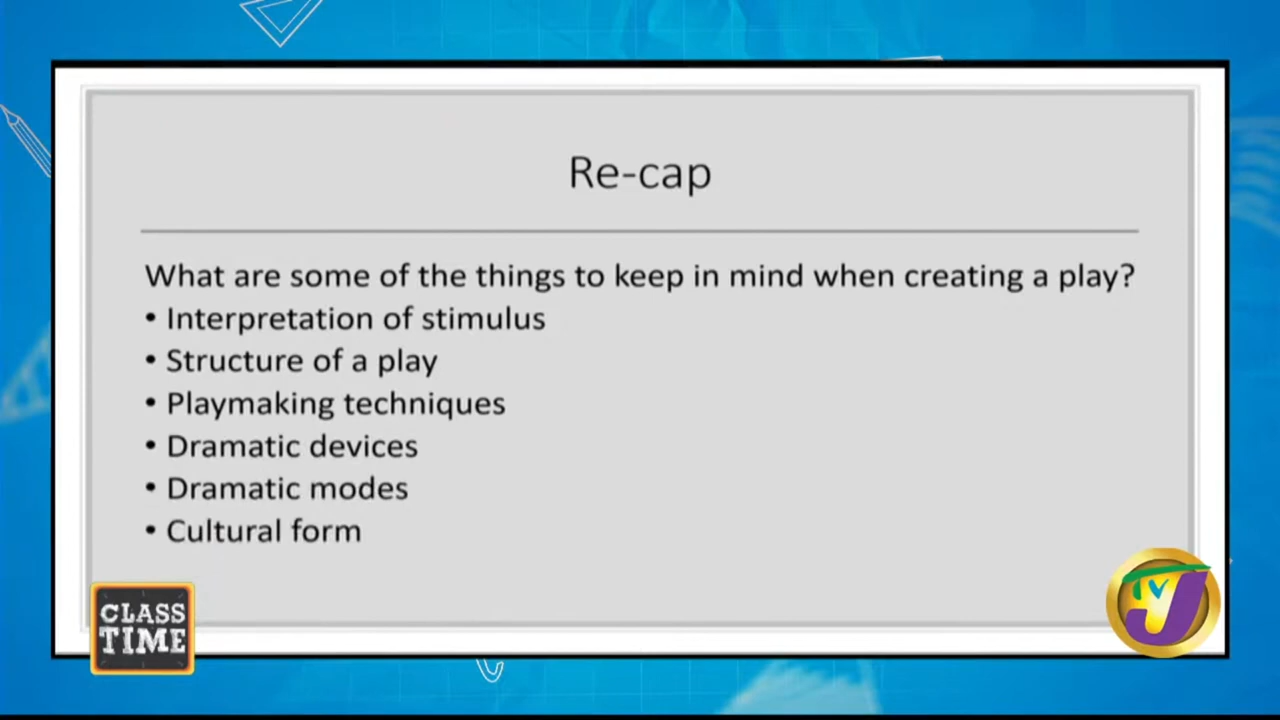 Re-cap
What are some of the things to keep in mind when creating a play?
• Interpretation of stimulus
• Structure of a play
• Playmaking techniques
• Dramatic devices
• Dramatic modes
• Cultural form
CLASS
TIME
TVJ